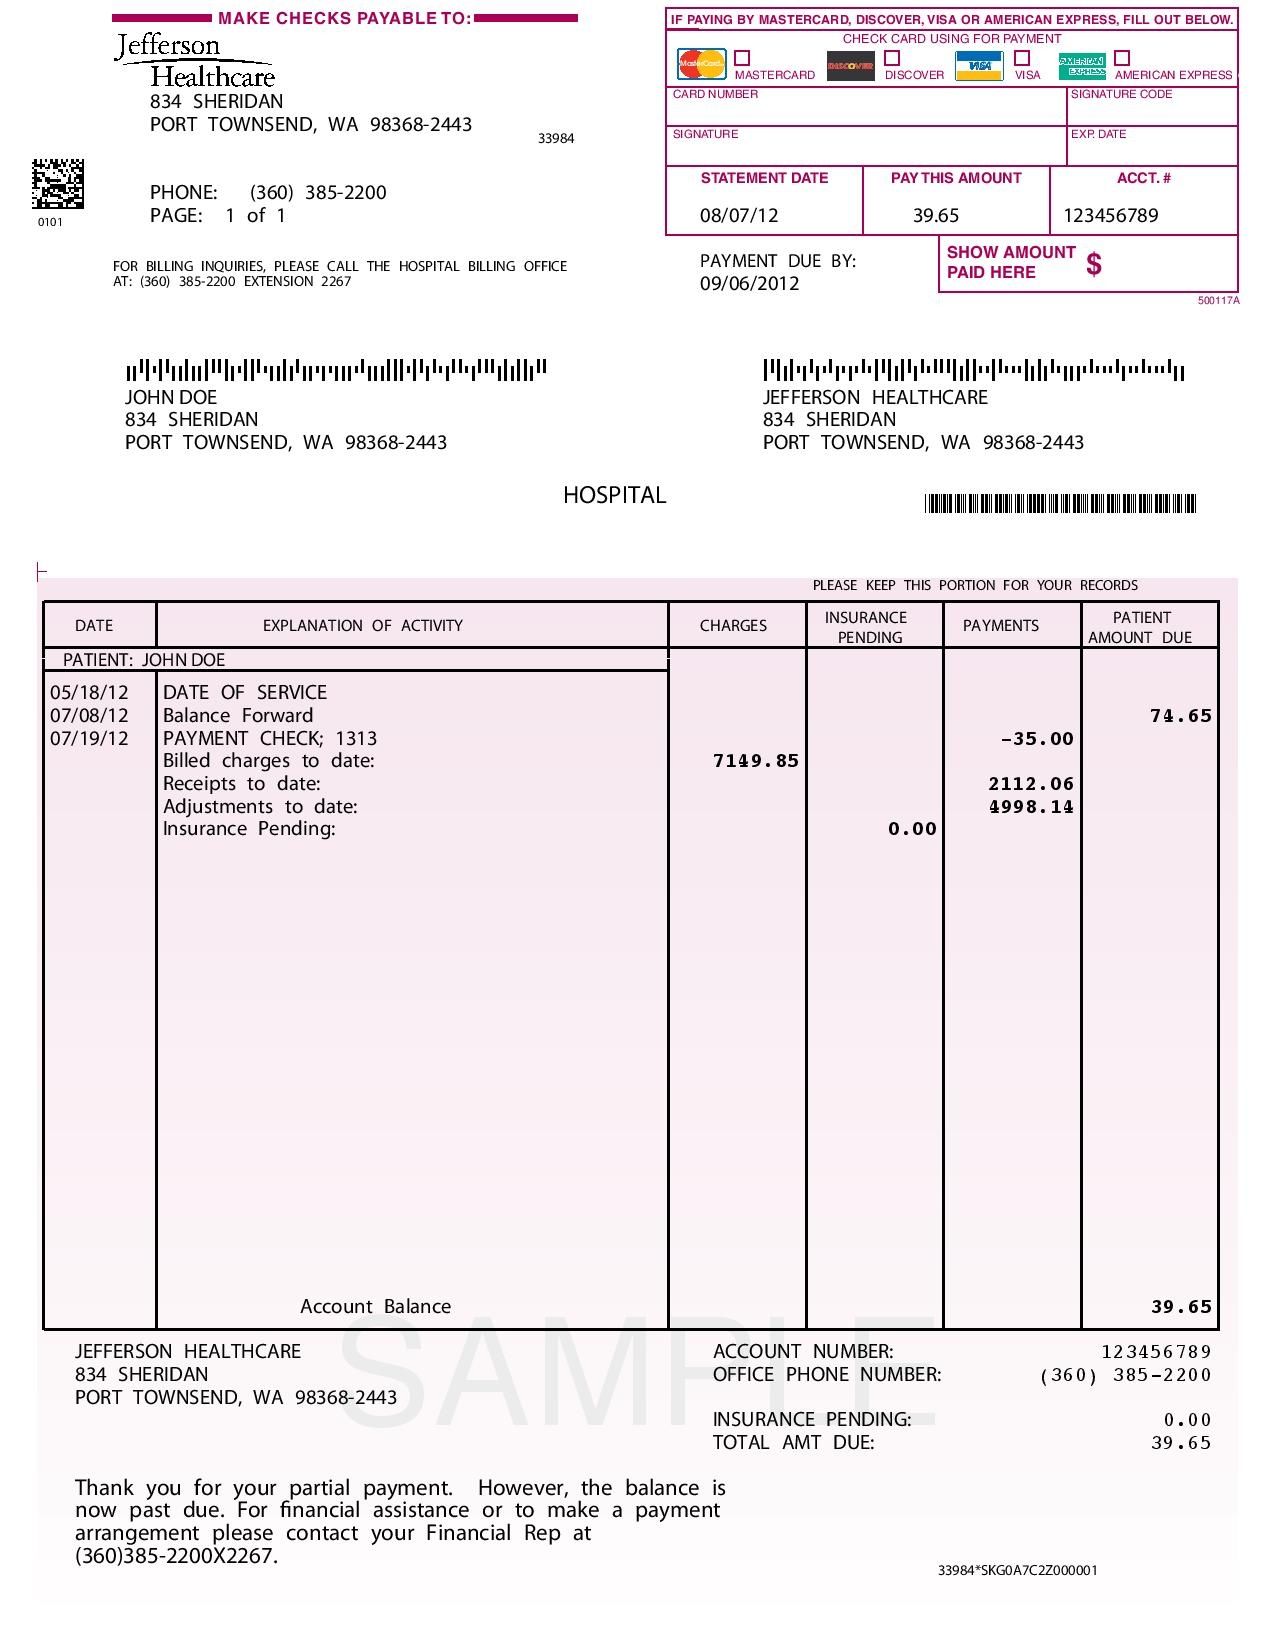 MAKE CHECKS PAYABLE TO:
Jefferson
Healthcare
834 SHERIDAN
PORT TOWNSEND, WA 98368-2443
33984
0101
PHONE: (360) 385-2200
PAGE: 1 of 1
FOR BILLING INQUIRIES, PLEASE CALL THE HOSPITAL BILLING OFFICE
AT: (360) 385-2200 EXTENSION 2267
IF PAYING BY MASTERCARD, DISCOVER, VISA OR AMERICAN EXPRESS, FILL OUT BELOW.
CHECK CARD USING FOR PAYMENT
MasterCard MASTERCARD DISCOVER DISCOVER VISA VISA AMERICAN EXPRESS AMERICAN EXPRESS
CARD NUMBER SIGNATURE CODE
SIGNATURE EXP. DATE
STATEMENT DATE PAY THIS AMOUNT ACCT. #
08/07/12 39.65 123456789
PAYMENT DUE BY:
09/06/2012
SHOW AMOUNT
PAID HERE $
500117A
JOHN DOE
834 SHERIDAN
PORT TOWNSEND, WA 98368-2443
JEFFERSON HEALTHCARE
834 SHERIDAN
PORT TOWNSEND, WA 98368-2443
HOSPITAL
PLEASE KEEP THIS PORTION FOR YOUR RECORDS
DATE EXPLANATION OF ACTIVITY CHARGES INSURANCE PENDING PAYMENTS PATIENT AMOUNT DUE
PATIENT: JOHN DOE
05/18/12 DATE OF SERVICE
07/08/12 Balance Forward 74.65
07/19/12 PAYMENT CHECK; 1313 -35.00
Billed charges to date: 7149.85
Receipts to date: 2112.06
Adjustments to date: 4998.14
Insurance Pending: 0.00
Account Balance 39.65
SAMPLE
JEFFERSON HEALTHCARE
834 SHERIDAN
PORT TOWNSEND, WA 98368-2443
ACCOUNT NUMBER: 123456789
OFFICE PHONE NUMBER: (360) 385-2200
INSURANCE PENDING: 0.00
TOTAL AMT DUE: 39.65
Thank you for your partial payment. However, the balance is
now past due. For financial assistance or to make a payment
arrangement please contact your Financial Rep at
(360)385-2200X2267.
33984*SKG0A7C2Z000001